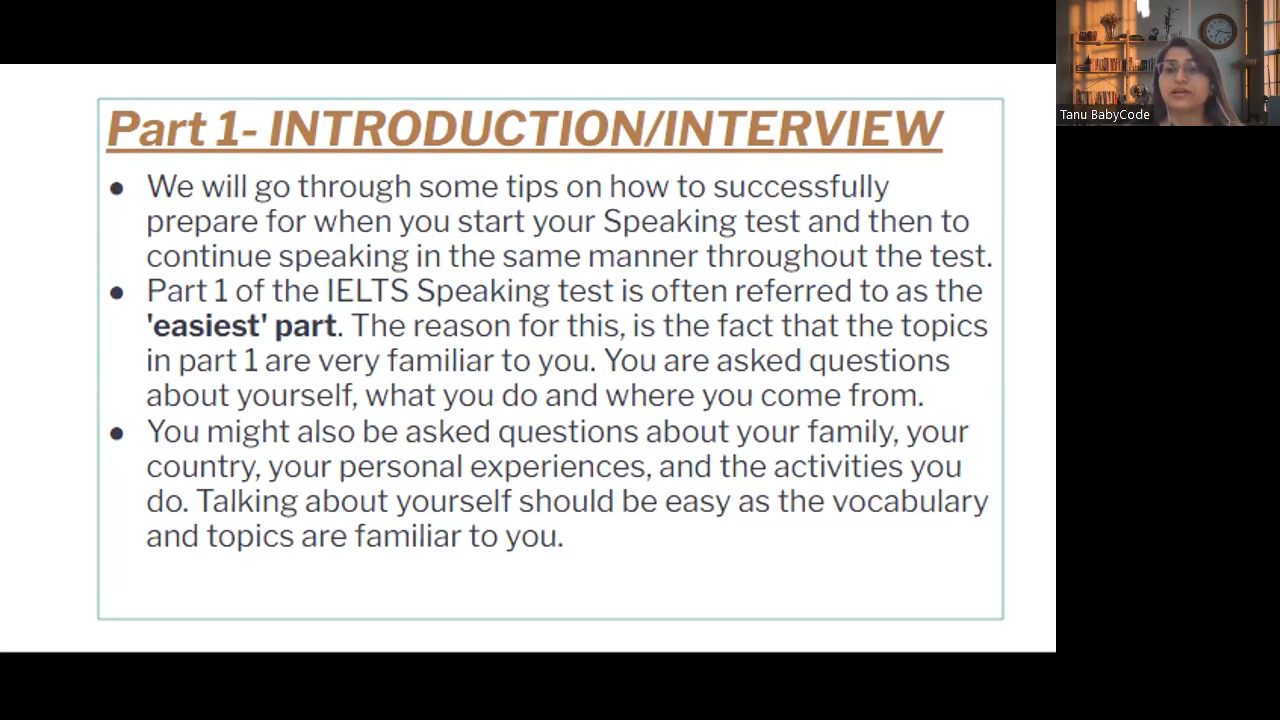 Part 1- INTRODUCTION/INTERVIEW
● We will go through some tips on how to successfully
prepare for when you start your Speaking test and then to
continue speaking in the same manner throughout the test.
● Part 1 of the IELTS Speaking test is often referred to as the
'easiest' part. The reason for this, is the fact that the topics
in part 1 are very familiar to you. You are asked questions
about yourself, what you do and where you come from.
● You might also be asked questions about your family, your
country, your personal experiences, and the activities you
do. Talking about yourself should be easy as the vocabulary
and topics are familiar to you.
Tanu BabyCode